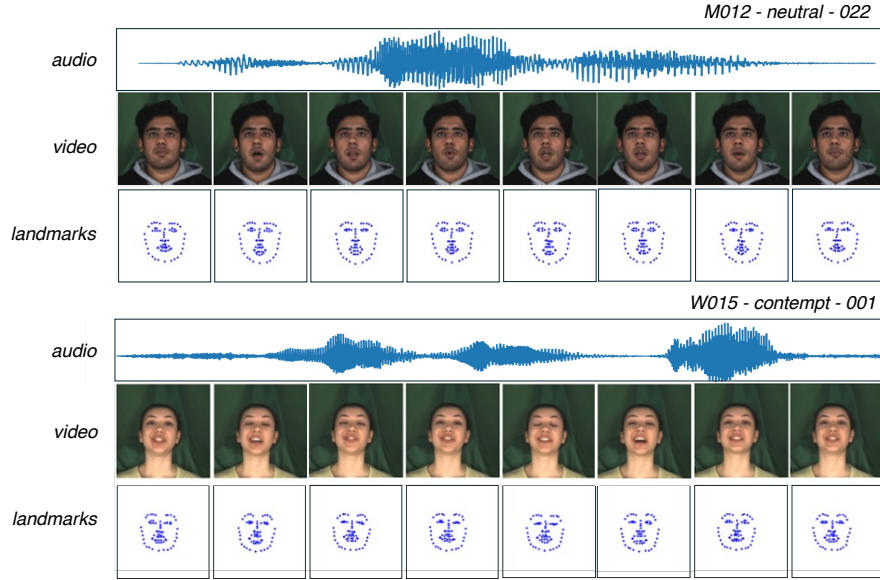 M012 - neutral - 022
audio
video
landmarks
W015 - contempt - 001
audio
video
landmarks